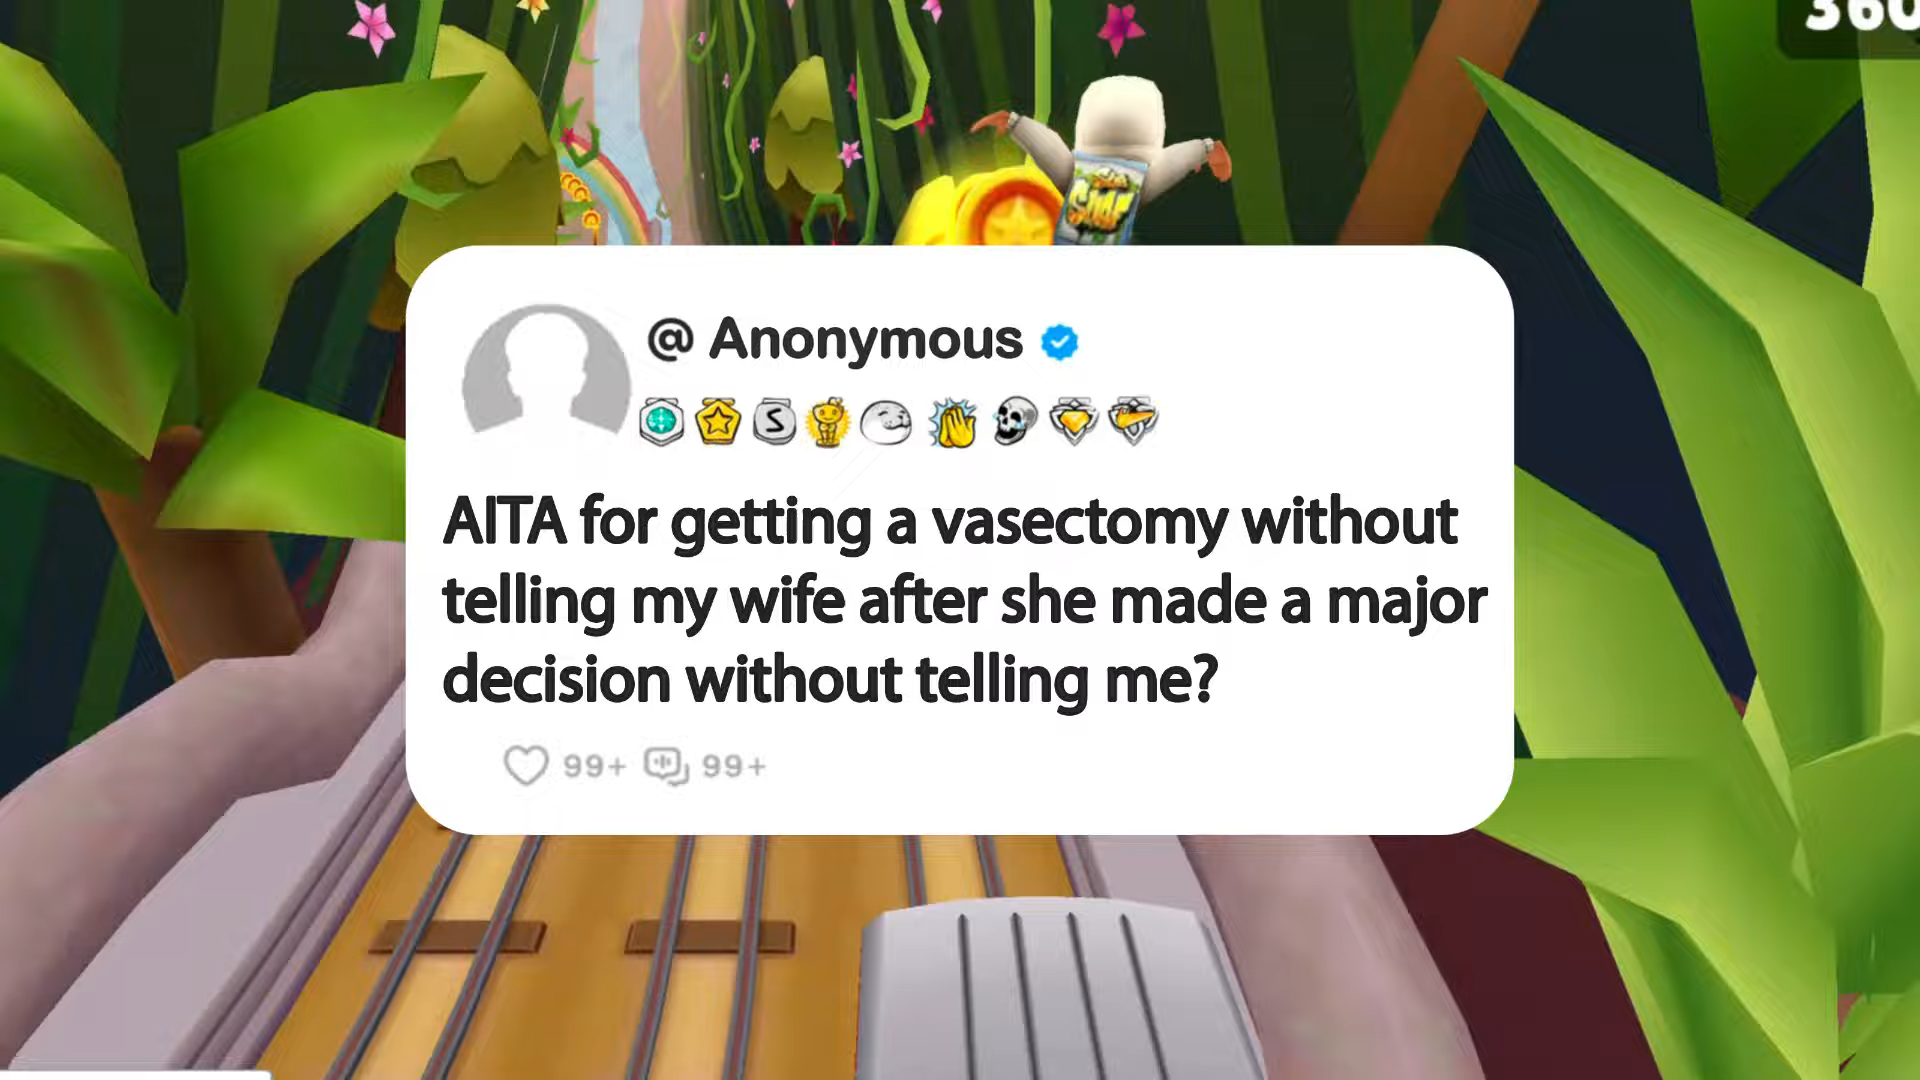 360
@ Anonymous
AITA for getting a vasectomy without
telling my wife after she made a major
decision without telling me?
99+ 99+